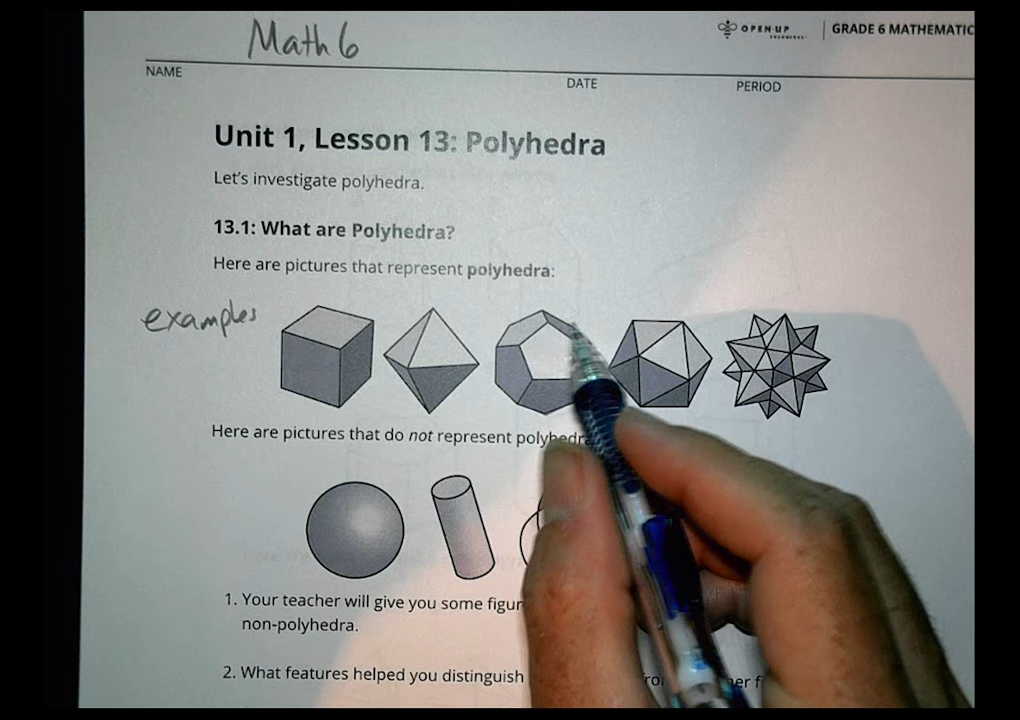 Math 6
OPEN-UP
GRADE 6 MATHEMATIC
NAME
DATE
PERIOD
Unit 1, Lesson 13: Polyhedra
Let's investigate polyhedra.
13.1: What are Polyhedra?
Here are pictures that represent polyhedra:
examples
Here are pictures that do not represent polyhedra
1. Your teacher will give you some figur
non-polyhedra.
2. What features helped you distinguish